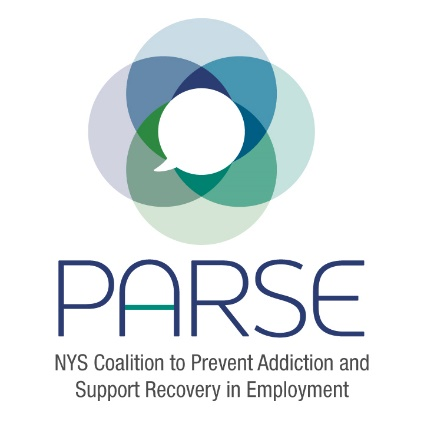 PARSE
NYS Coalition to Prevent Addiction and
Support Recovery in Employment